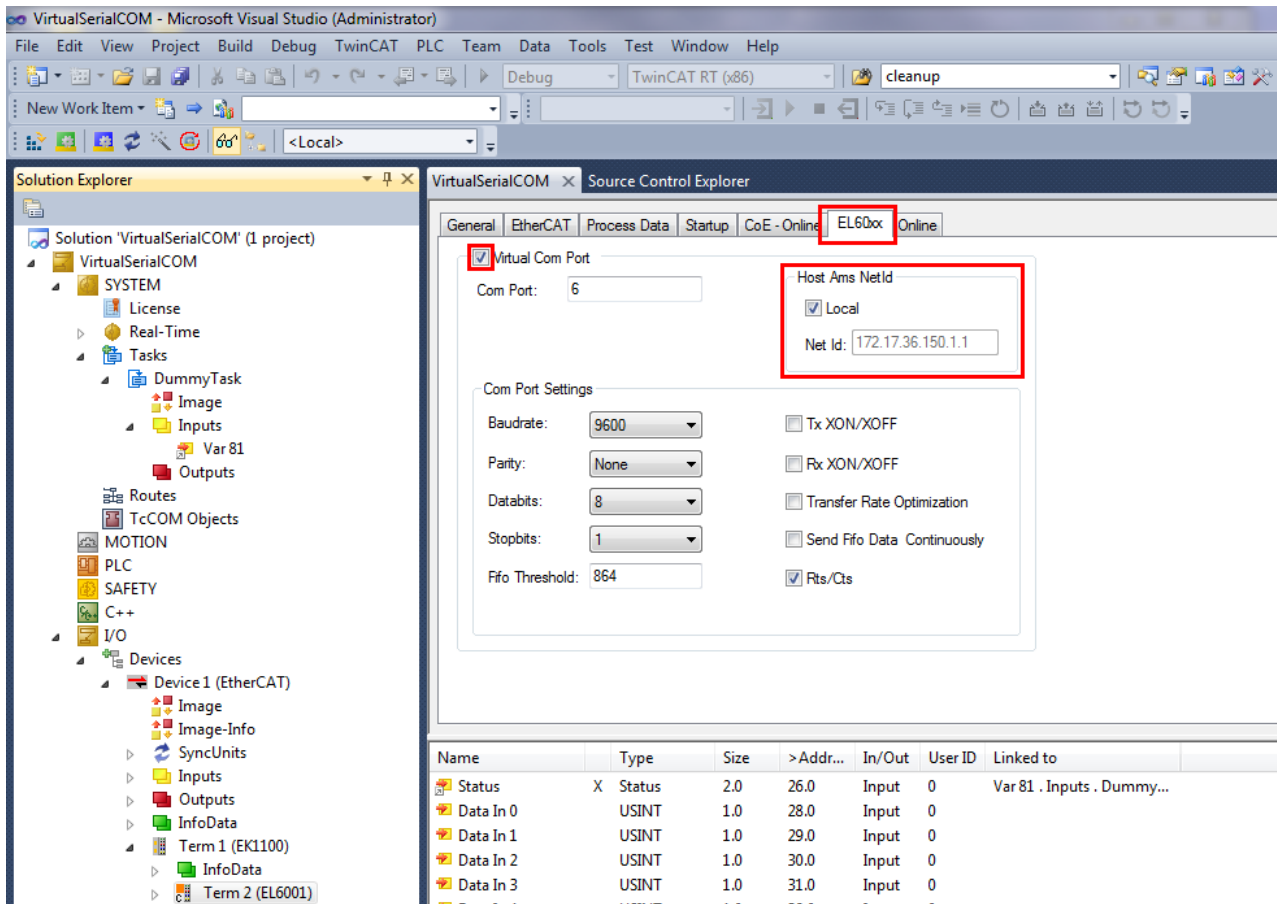 VirtualSerialCOM - Microsoft Visual Studio (Administrator)
File Edit View Project Build Debug TwinCAT PLC Team Data Tools Test Window Help
Debug TwinCAT RT (x86) cleanup
New Work Item
<Local>
Solution Explorer
VirtualSerialCOM Source Control Explorer
Solution 'VirtualSerialCOM' (1 project)
VirtualSerialCOM
SYSTEM
License
Real-Time
Tasks
DummyTask
Image
Inputs
Var 81
Outputs
Routes
TcCOM Objects
MOTION
PLC
SAFETY
C++
I/O
Devices
Device 1 (EtherCAT)
Image
Image-Info
SyncUnits
Inputs
Outputs
InfoData
Term 1 (EK1100)
InfoData
Term 2 (EL6001)
General EtherCAT Process Data Startup CoE - Online EL60xx Online
Virtual Com Port
Com Port: 6
Host Ams NetId
Local
Net Id: 172.17.36.150.1.1
Com Port Settings
Baudrate: 9600 Tx XON/XOFF
Parity: None Rx XON/XOFF
Databits: 8 Transfer Rate Optimization
Stopbits: 1 Send Fifo Data Continuously
Fifo Threshold: 864 Rts/Cts
Name Type Size >Addr... In/Out User ID Linked to
Status X Status 2.0 26.0 Input 0 Var 81 . Inputs . Dummy...
Data In 0 USINT 1.0 28.0 Input 0
Data In 1 USINT 1.0 29.0 Input 0
Data In 2 USINT 1.0 30.0 Input 0
Data In 3 USINT 1.0 31.0 Input 0